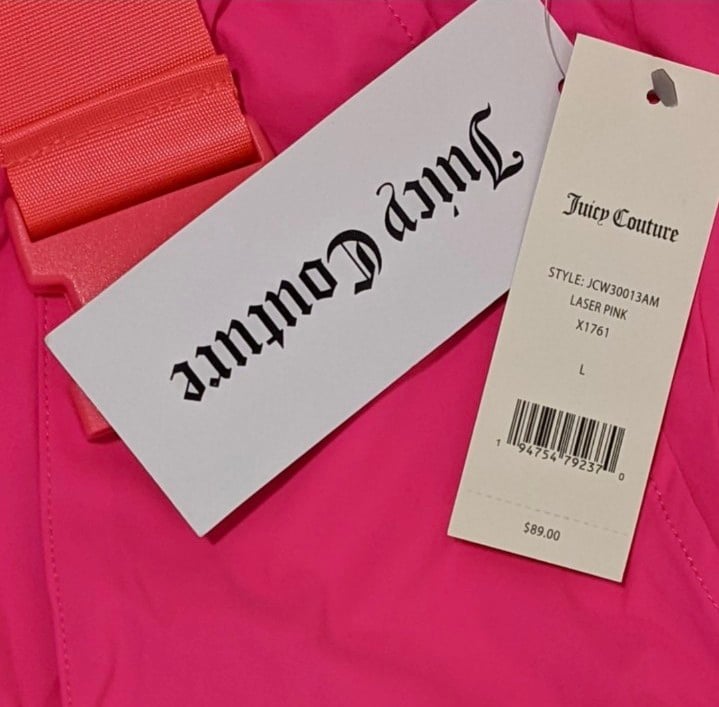 Juicy Couture
Juicy Couture
STYLE: JCW30013AM
LASER PINK
X1761
L
1 94754 79237 0
$89.00